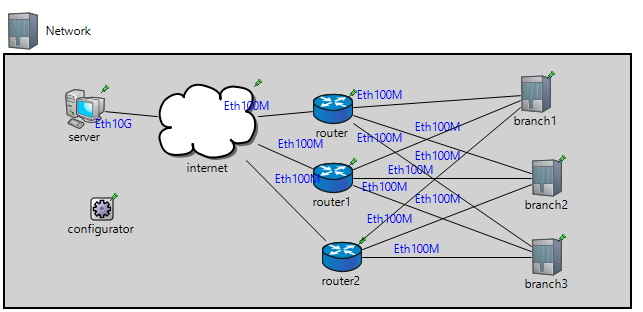 Network
Eth100M
Eth100M
Eth10G
server
internet
router
branch1
Eth100M
Eth100M
Eth100M
Eth100M
Eth100M
Eth100M
Eth100M
router1
branch2
configurator
Eth100M
Eth100M
Eth100M
router2
branch3